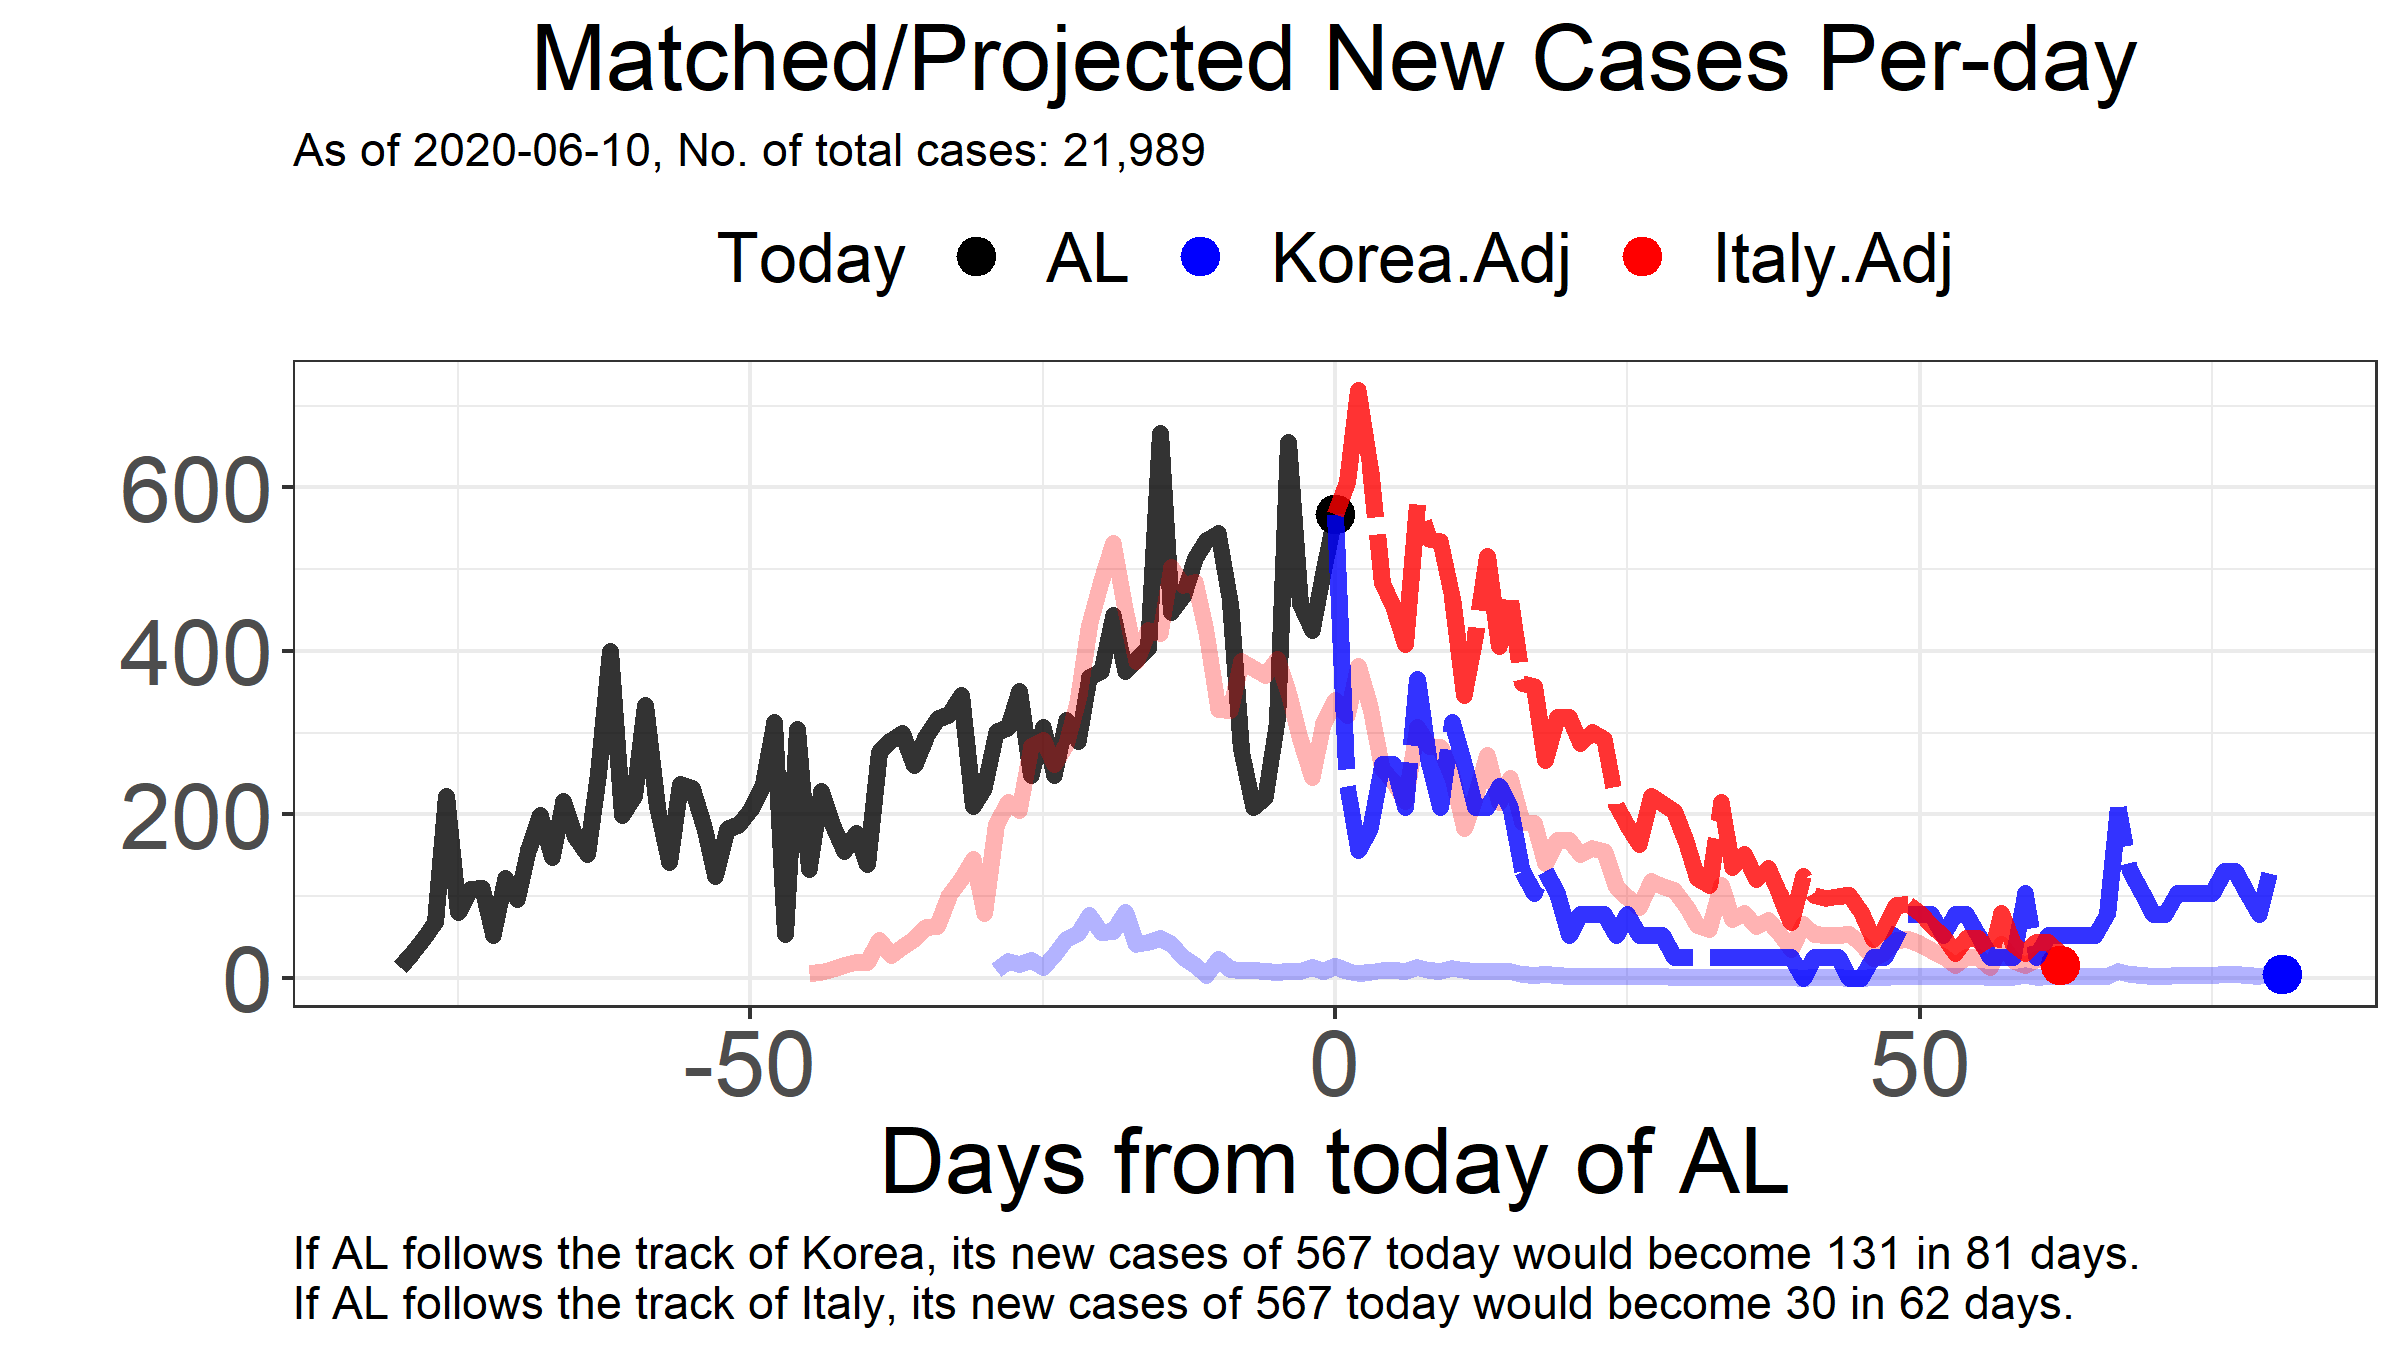 Matched/Projected New Cases Per-day
As of 2020-06-10, No. of total cases: 21,989
Today AL Korea.Adj Italy.Adj
600
400
200
0
-50 0 50
Days from today of AL
If AL follows the track of Korea, its new cases of 567 today would become 131 in 81 days.
If AL follows the track of Italy, its new cases of 567 today would become 30 in 62 days.